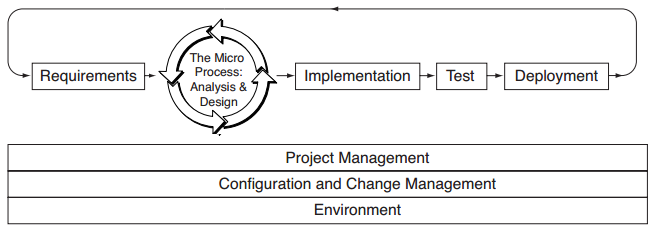 Requirements
The Micro
Process:
Analysis &
Design
Implementation
Test
Deployment
Project Management
Configuration and Change Management
Environment